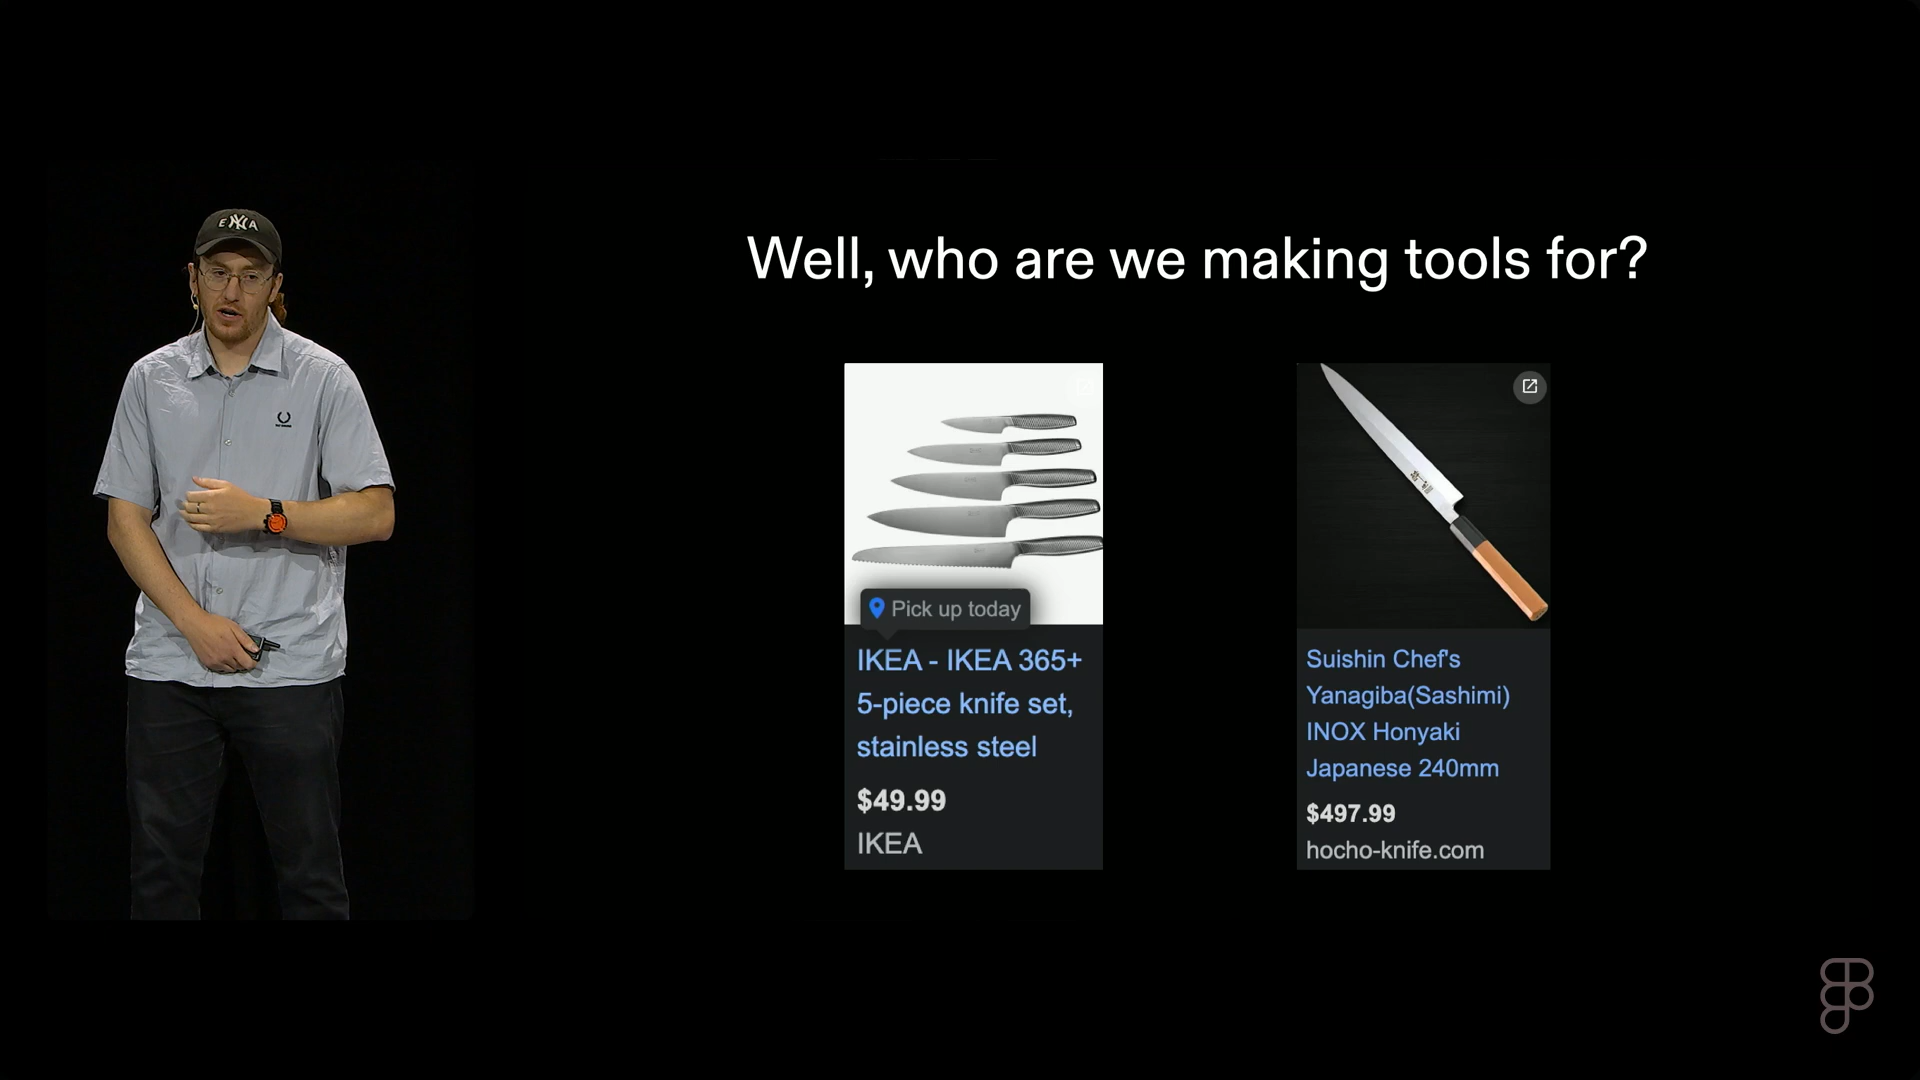 ENYA
Well, who are we making tools for?
Pick up today
IKEA - IKEA 365+
5-piece knife set,
stainless steel
$49.99
IKEA
Suishin Chef's
Yanagiba(Sashimi)
INOX Honyaki
Japanese 240mm
$497.99
hocho-knife.com